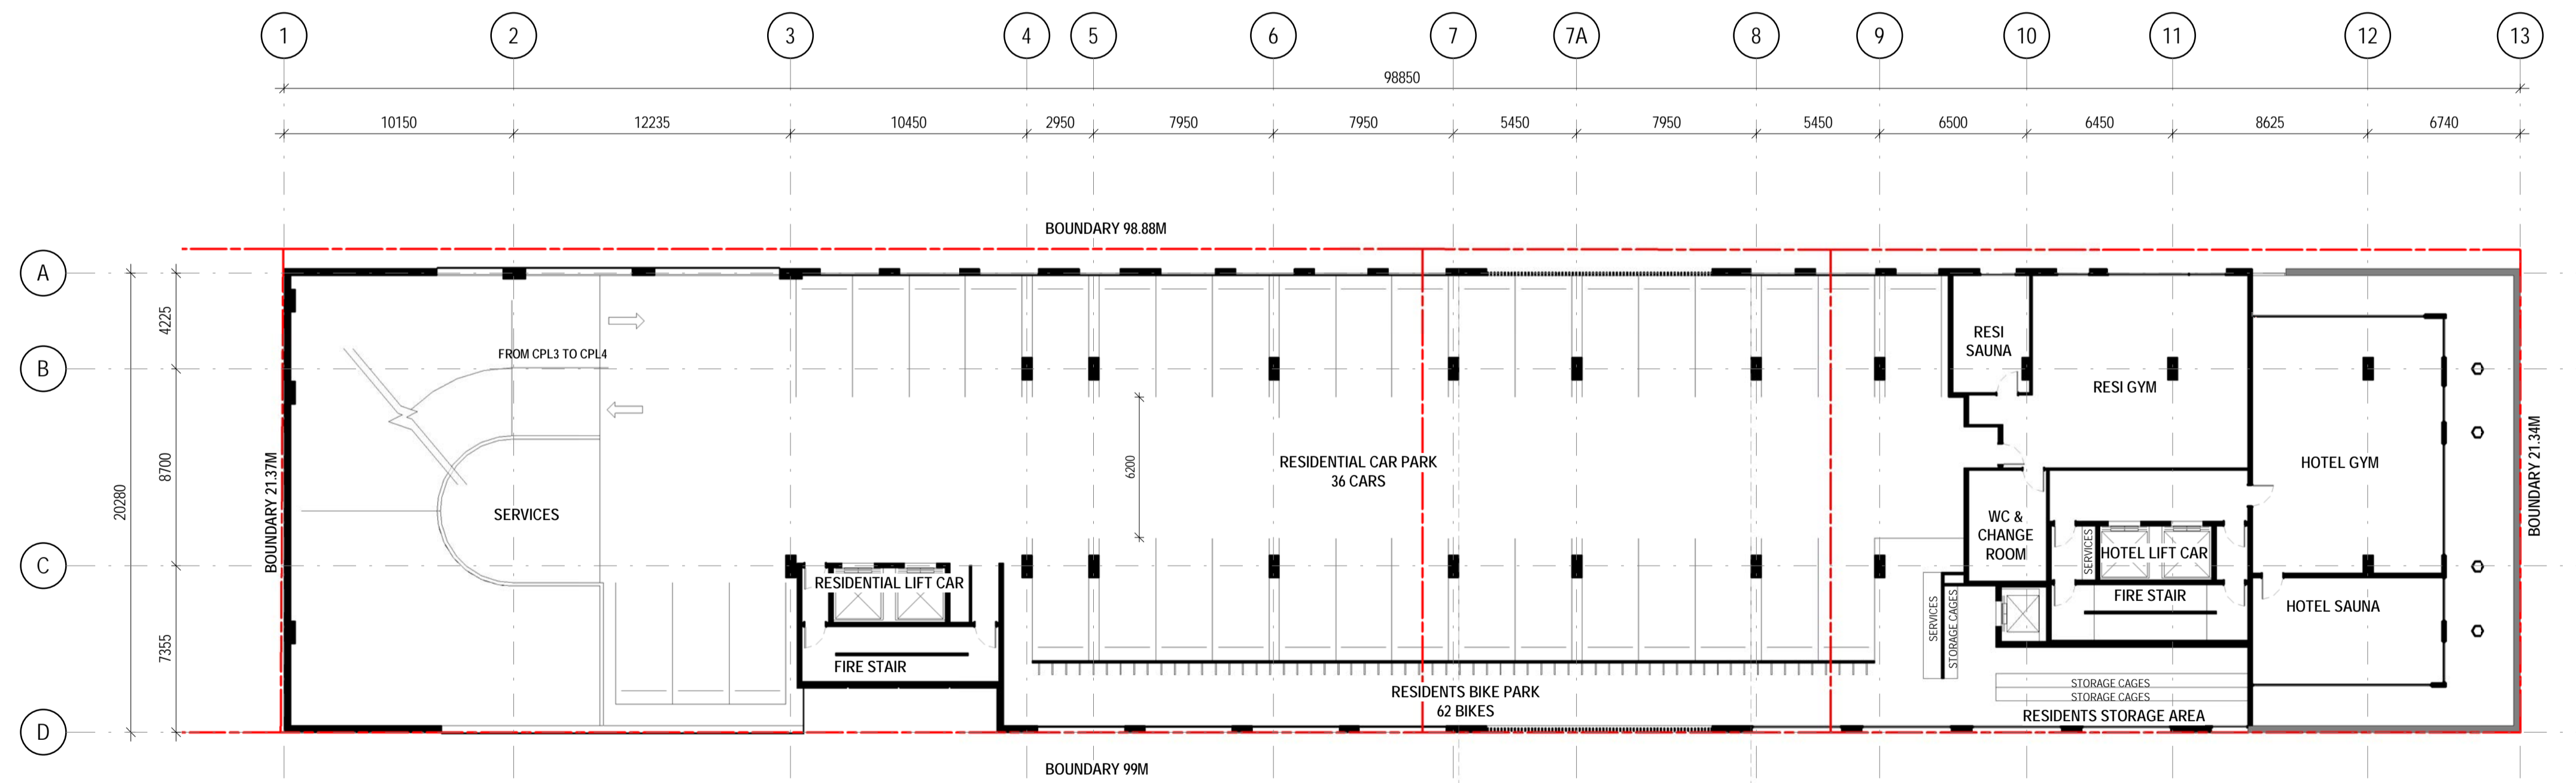 1 2 3 4 5 6 7 7A 8 9 10 11 12 13
98850
10150 12235 10450 2950 7950 7950 5450 7950 5450 6500 6450 8625 6740
BOUNDARY 98.88M
A
B
C
D
4225
8700
7355
20280
BOUNDARY 21.37M
FROM CPL3 TO CPL4
SERVICES
RESIDENTIAL LIFT CAR
FIRE STAIR
6200
RESIDENTIAL CAR PARK
36 CARS
RESIDENTS BIKE PARK
62 BIKES
RESI
SAUNA
RESI GYM
WC &
CHANGE
ROOM
SERVICES
HOTEL LIFT CAR
FIRE STAIR
SERVICES
STORAGE CAGES
STORAGE CAGES
STORAGE CAGES
RESIDENTS STORAGE AREA
HOTEL GYM
HOTEL SAUNA
BOUNDARY 21.34M
BOUNDARY 99M